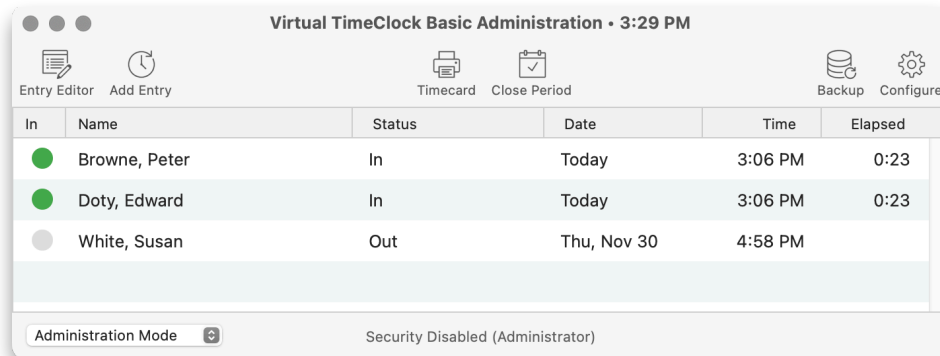 Virtual TimeClock Basic Administration • 3:29 PM
Entry Editor Add Entry Timecard Close Period Backup Configure
In Name Status Date Time Elapsed
Browne, Peter In Today 3:06 PM 0:23
Doty, Edward In Today 3:06 PM 0:23
White, Susan Out Thu, Nov 30 4:58 PM
Administration Mode Security Disabled (Administrator)